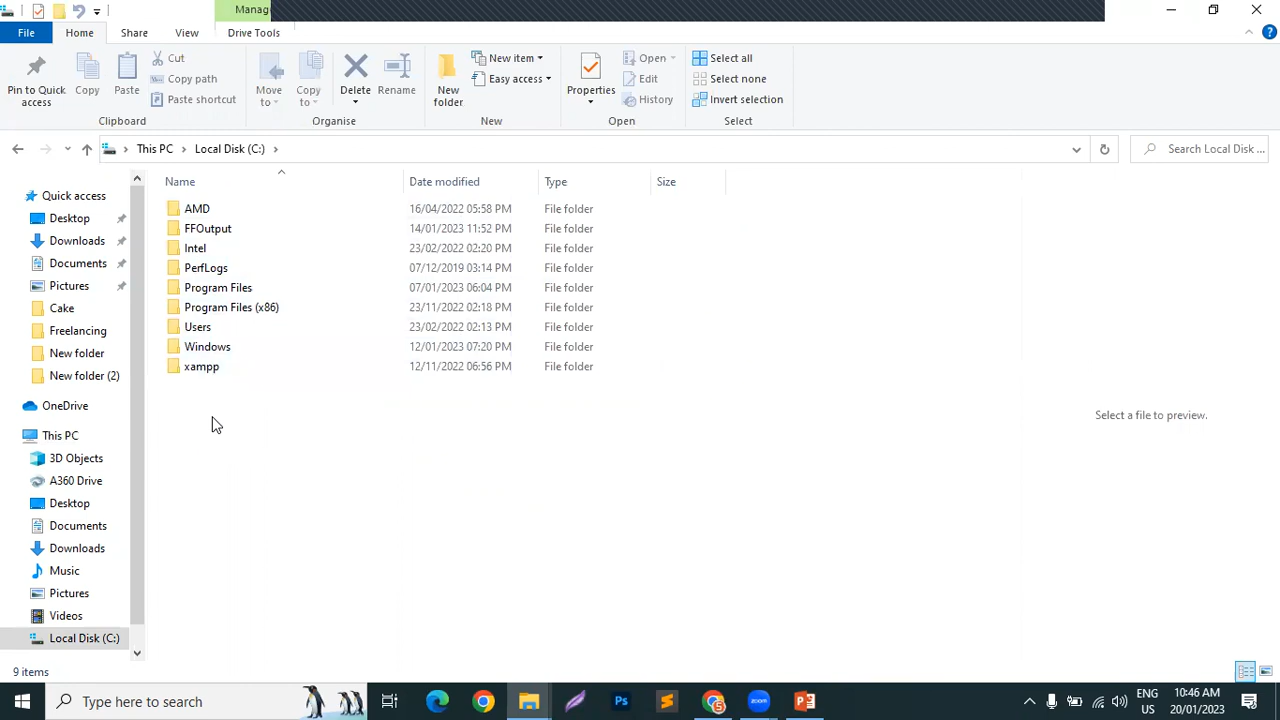 Manag
File Home Share View Drive Tools
Pin to Quick access
Copy
Paste
Cut
Copy path
Paste shortcut
Clipboard
Move to
Copy to
Delete
Rename
Organise
New folder
New item
Easy access
New
Properties
Open
Edit
History
Open
Select all
Select none
Invert selection
Select
This PC Local Disk (C:)
Search Local Disk ...
Name Date modified Type Size
AMD 16/04/2022 05:58 PM File folder
FFOutput 14/01/2023 11:52 PM File folder
Intel 23/02/2022 02:20 PM File folder
PerfLogs 07/12/2019 03:14 PM File folder
Program Files 07/01/2023 06:04 PM File folder
Program Files (x86) 23/11/2022 02:18 PM File folder
Users 23/02/2022 02:13 PM File folder
Windows 12/01/2023 07:20 PM File folder
xampp 12/11/2022 06:56 PM File folder
Quick access
Desktop
Downloads
Documents
Pictures
Cake
Freelancing
New folder
New folder (2)
OneDrive
This PC
3D Objects
A360 Drive
Desktop
Documents
Downloads
Music
Pictures
Videos
Local Disk (C:)
Select a file to preview.
9 items
Type here to search
Ps
S
zoom
P
ENG
US
10:46 AM
20/01/2023